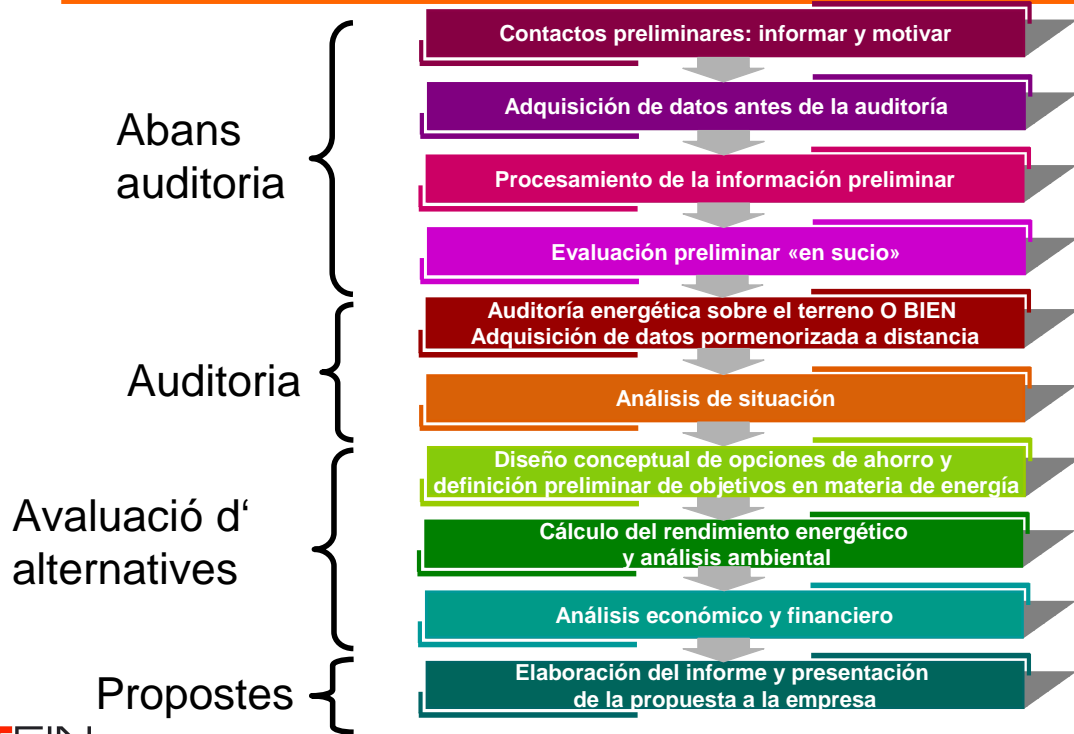 Abans
auditoria
Contactos preliminares: informar y motivar
Adquisición de datos antes de la auditoría
Procesamiento de la información preliminar
Evaluación preliminar «en sucio»
Auditoria
Auditoría energética sobre el terreno O BIEN
Adquisición de datos pormenorizada a distancia
Análisis de situación
Avaluació d‘
alternatives
Diseño conceptual de opciones de ahorro y
definición preliminar de objetivos en materia de energía
Cálculo del rendimiento energético
y análisis ambiental
Análisis económico y financiero
Propostes
Elaboración del informe y presentación
de la propuesta a la empresa